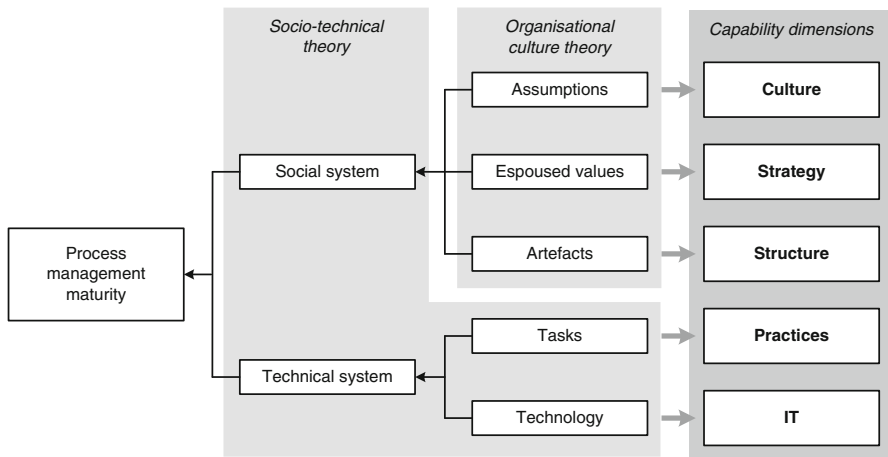 Socio-technical
theory
Organisational
culture theory
Capability dimensions
Assumptions
Culture
Social system
Espoused values
Strategy
Artefacts
Structure
Process
management
maturity
Tasks
Practices
Technical system
Technology
IT